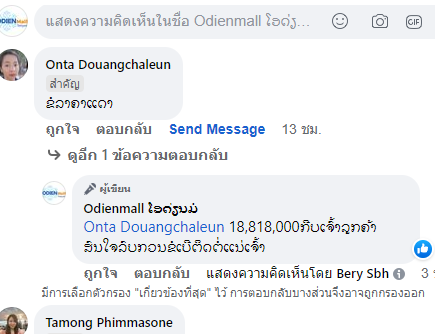 ODIENMALL
แสดงความคิดเห็นในชื่อ Odienmall ໂອດ່ຽ...
GIF
Onta Douangchaleun
สำคัญ
ຂໍລາຄາແດ່າ
ถูกใจ ตอบกลับ Send Message 13 ชม.
ดูอีก 1 ข้อความตอบกลับ
ผู้เขียน
Odienmall ໂອດ່ຽນມໍ
Onta Douangchaleun 18,818,000ກີບເຈົ້າລູກຄ້າ
ສົນໃຈລົບກວນຂໍເບີຕິດຕໍ່ແນ່ເຈົ້າ
ถูกใจ ตอบกลับ แสดงความคิดเห็นโดย Bery Sbh 3
มีการเลือกตัวกรอง "เกี่ยวข้องที่สุด" ไว้ การตอบกลับบางส่วนจึงอาจถูกกรองออก
Tamong Phimmasone